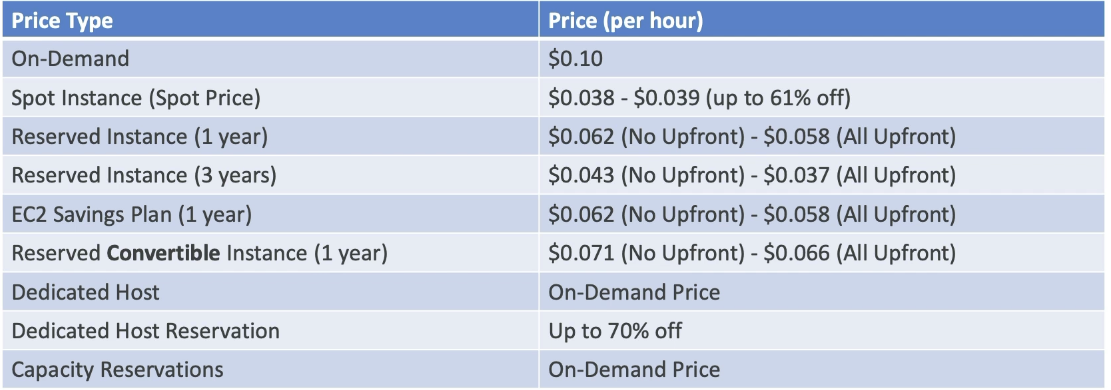 Price Type Price (per hour)
On-Demand $0.10
Spot Instance (Spot Price) $0.038 - $0.039 (up to 61% off)
Reserved Instance (1 year) $0.062 (No Upfront) - $0.058 (All Upfront)
Reserved Instance (3 years) $0.043 (No Upfront) - $0.037 (All Upfront)
EC2 Savings Plan (1 year) $0.062 (No Upfront) - $0.058 (All Upfront)
Reserved Convertible Instance (1 year) $0.071 (No Upfront) - $0.066 (All Upfront)
Dedicated Host On-Demand Price
Dedicated Host Reservation Up to 70% off
Capacity Reservations On-Demand Price